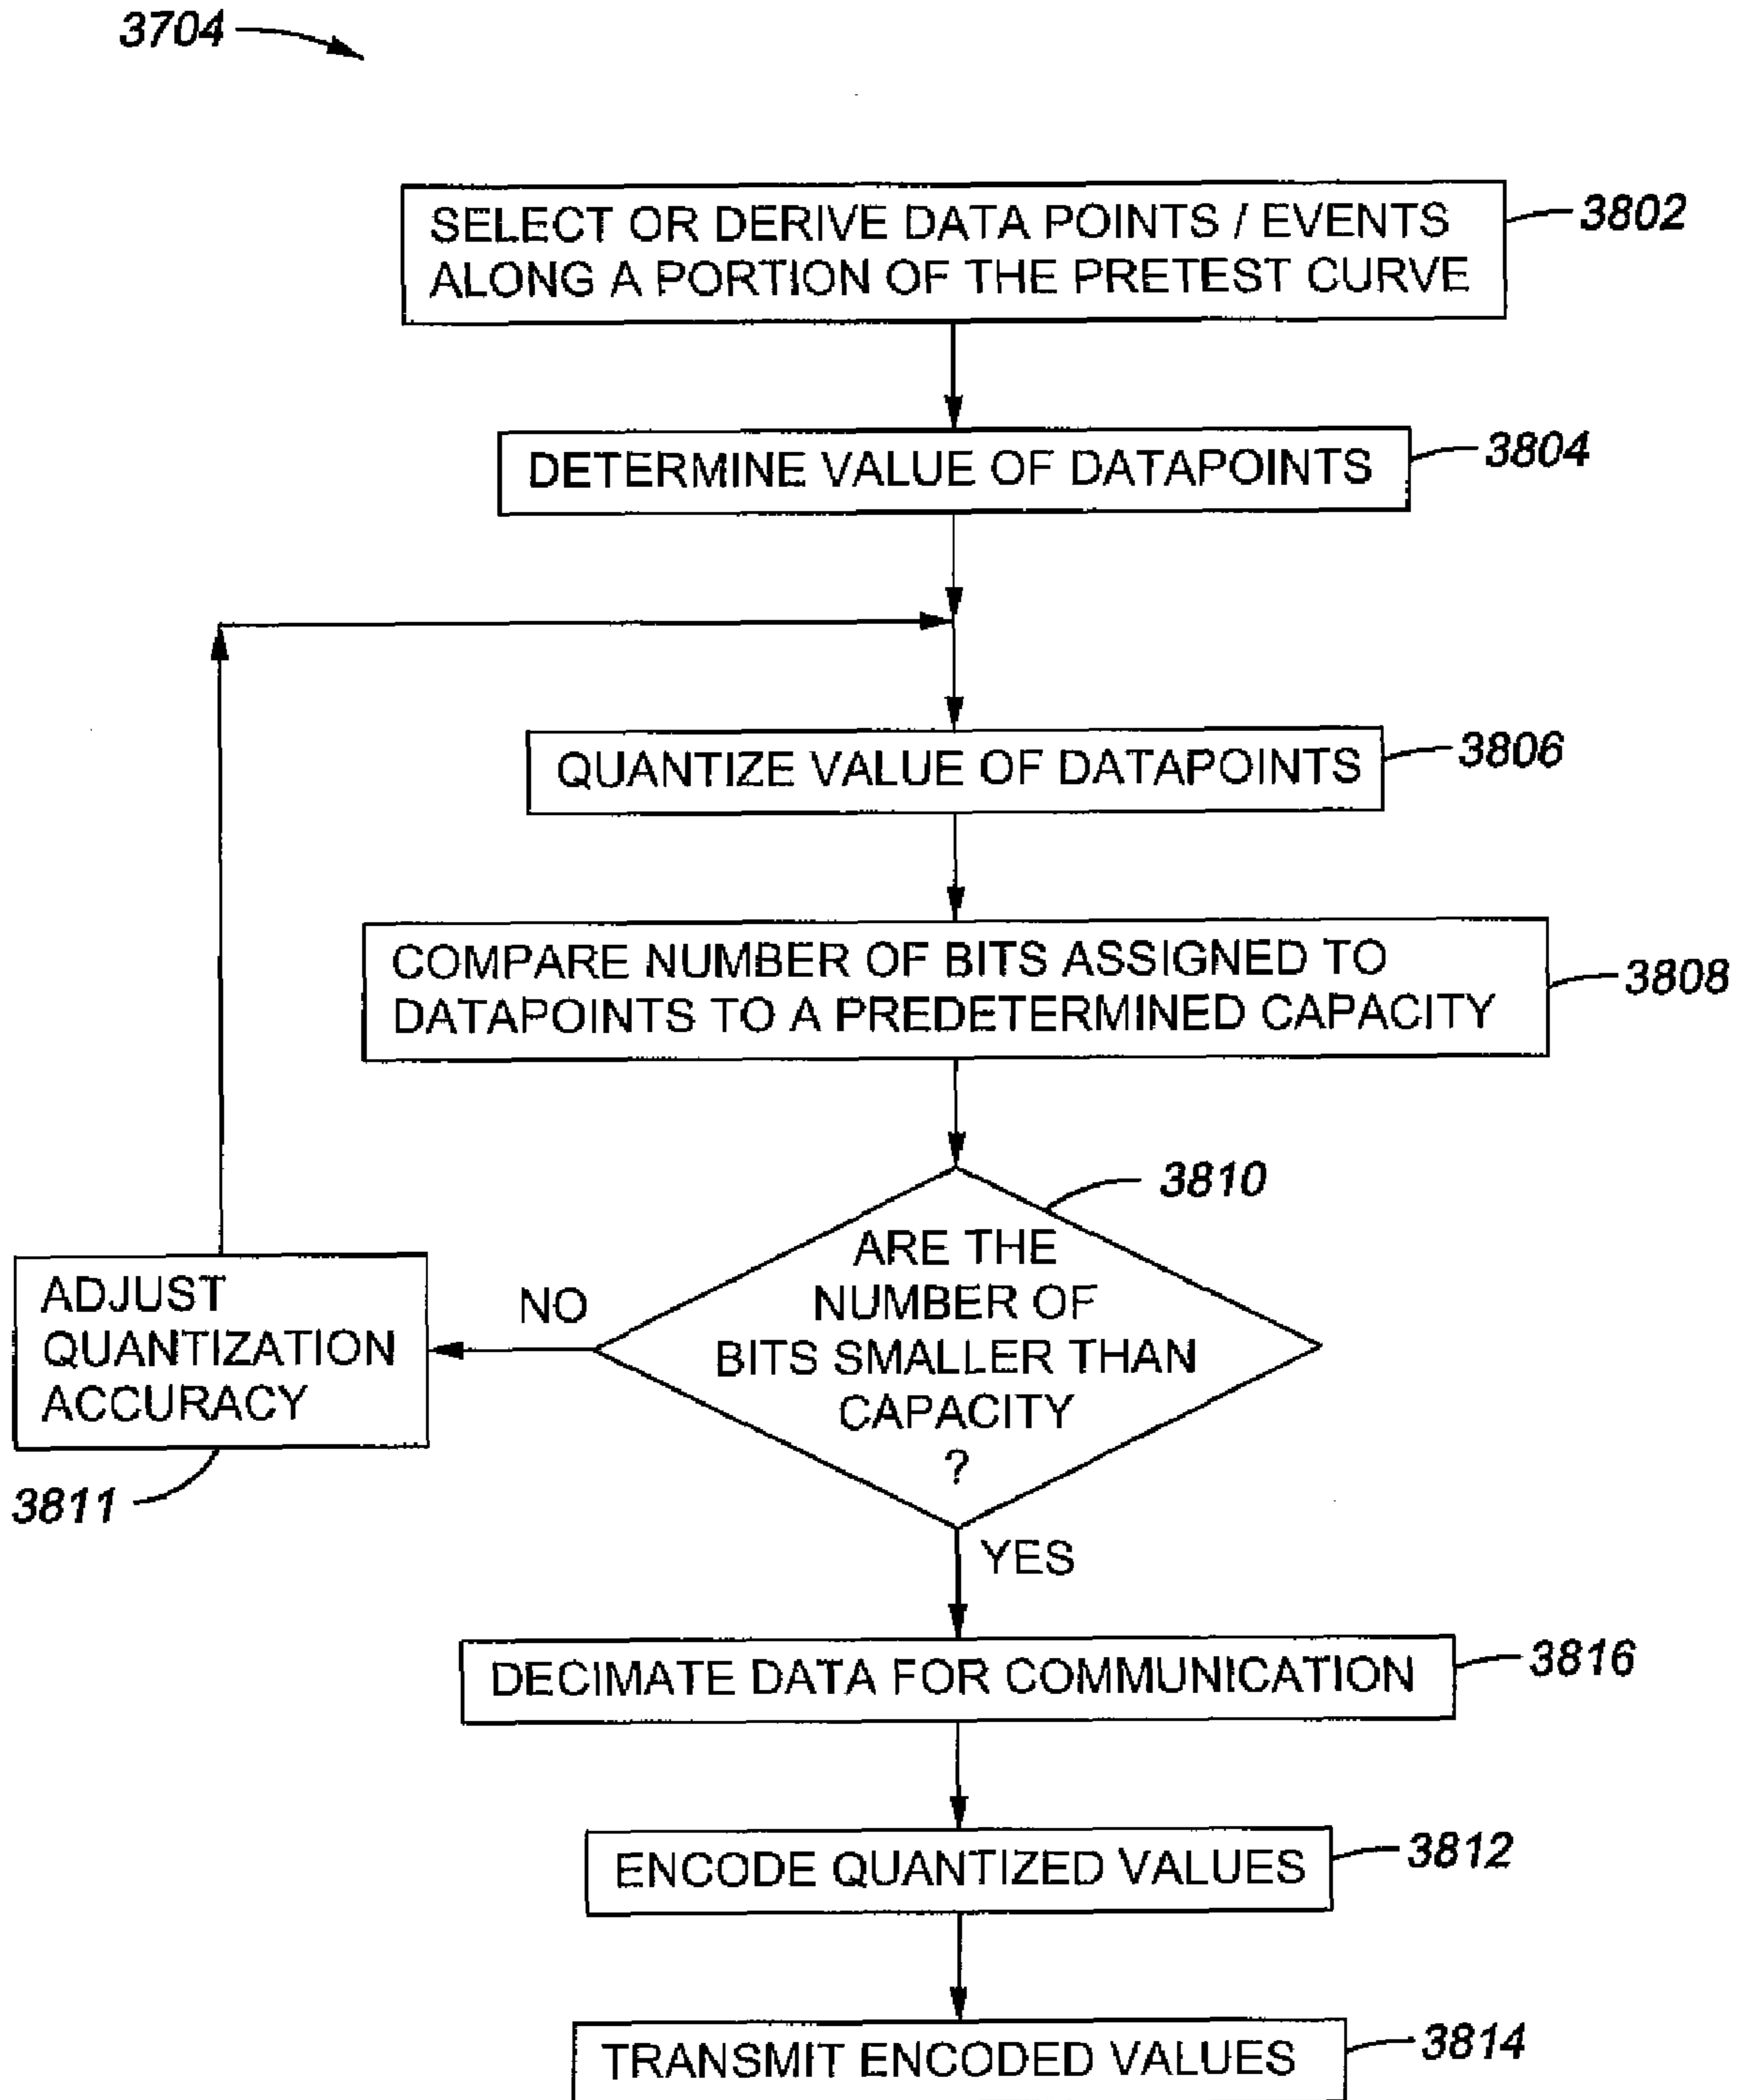 3704
SELECT OR DERIVE DATA POINTS / EVENTS
ALONG A PORTION OF THE PRETEST CURVE
3802
DETERMINE VALUE OF DATAPOINTS
3804
QUANTIZE VALUE OF DATAPOINTS
3806
COMPARE NUMBER OF BITS ASSIGNED TO
DATAPOINTS TO A PREDETERMINED CAPACITY
3808
3810
ARE THE
NUMBER OF
BITS SMALLER THAN
CAPACITY
?
NO
ADJUST
QUANTIZATION
ACCURACY
3811
YES
DECIMATE DATA FOR COMMUNICATION
3816
ENCODE QUANTIZED VALUES
3812
TRANSMIT ENCODED VALUES
3814